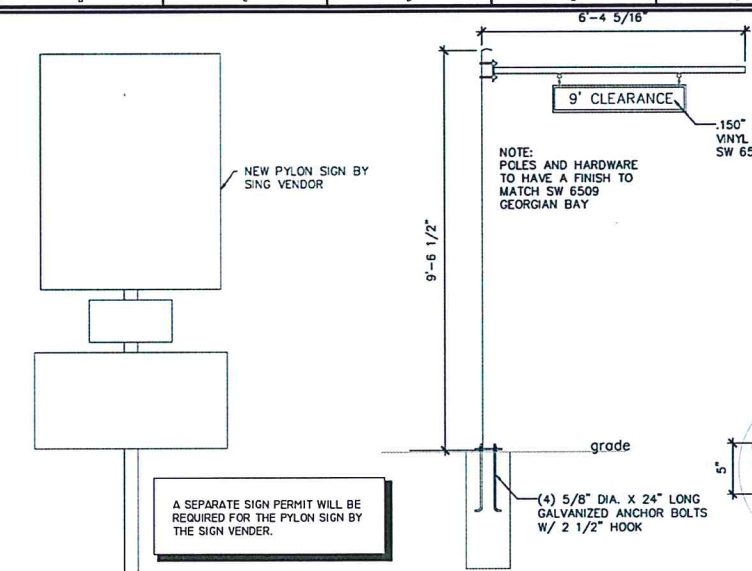 6'-4 5/16"
9' CLEARANCE
.150"
VINYL
NEW PYLON SIGN BY
SING VENDOR
NOTE:
POLES AND HARDWARE
TO HAVE A FINISH TO
MATCH SW 6509
GEORGIAN BAY
9'-6 1/2"
grade
5"
(4) 5/8" DIA. X 24" LONG
GALVANIZED ANCHOR BOLTS
W/ 2 1/2" HOOK
A SEPARATE SIGN PERMIT WILL BE
REQUIRED FOR THE PYLON SIGN BY
THE SIGN VENDER.